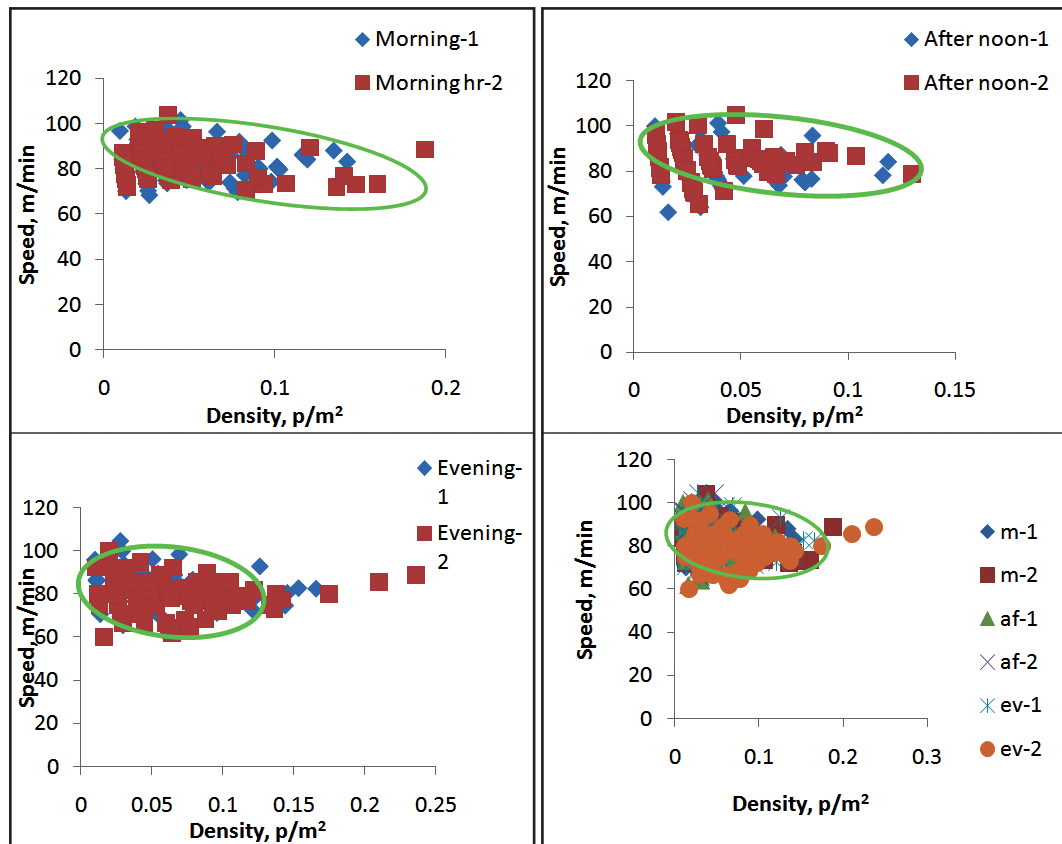 Morning-1
Morning hr-2
120
100
80
60
40
20
0
Speed, m/min
0
0.1
0.2
Density, p/m²
After noon-1
After noon-2
120
100
80
60
40
20
0
Speed, m/min
0
0.05
0.1
0.15
Density, p/m²
Evening-
1
Evening-
2
120
100
80
60
40
20
0
Speed, m/min
0
0.05
0.1
0.15
0.2
0.25
Density, p/m²
120
100
80
60
40
20
0
Speed, m/min
0
0.1
0.2
0.3
Density, p/m²
m-1
m-2
af-1
af-2
ev-1
ev-2